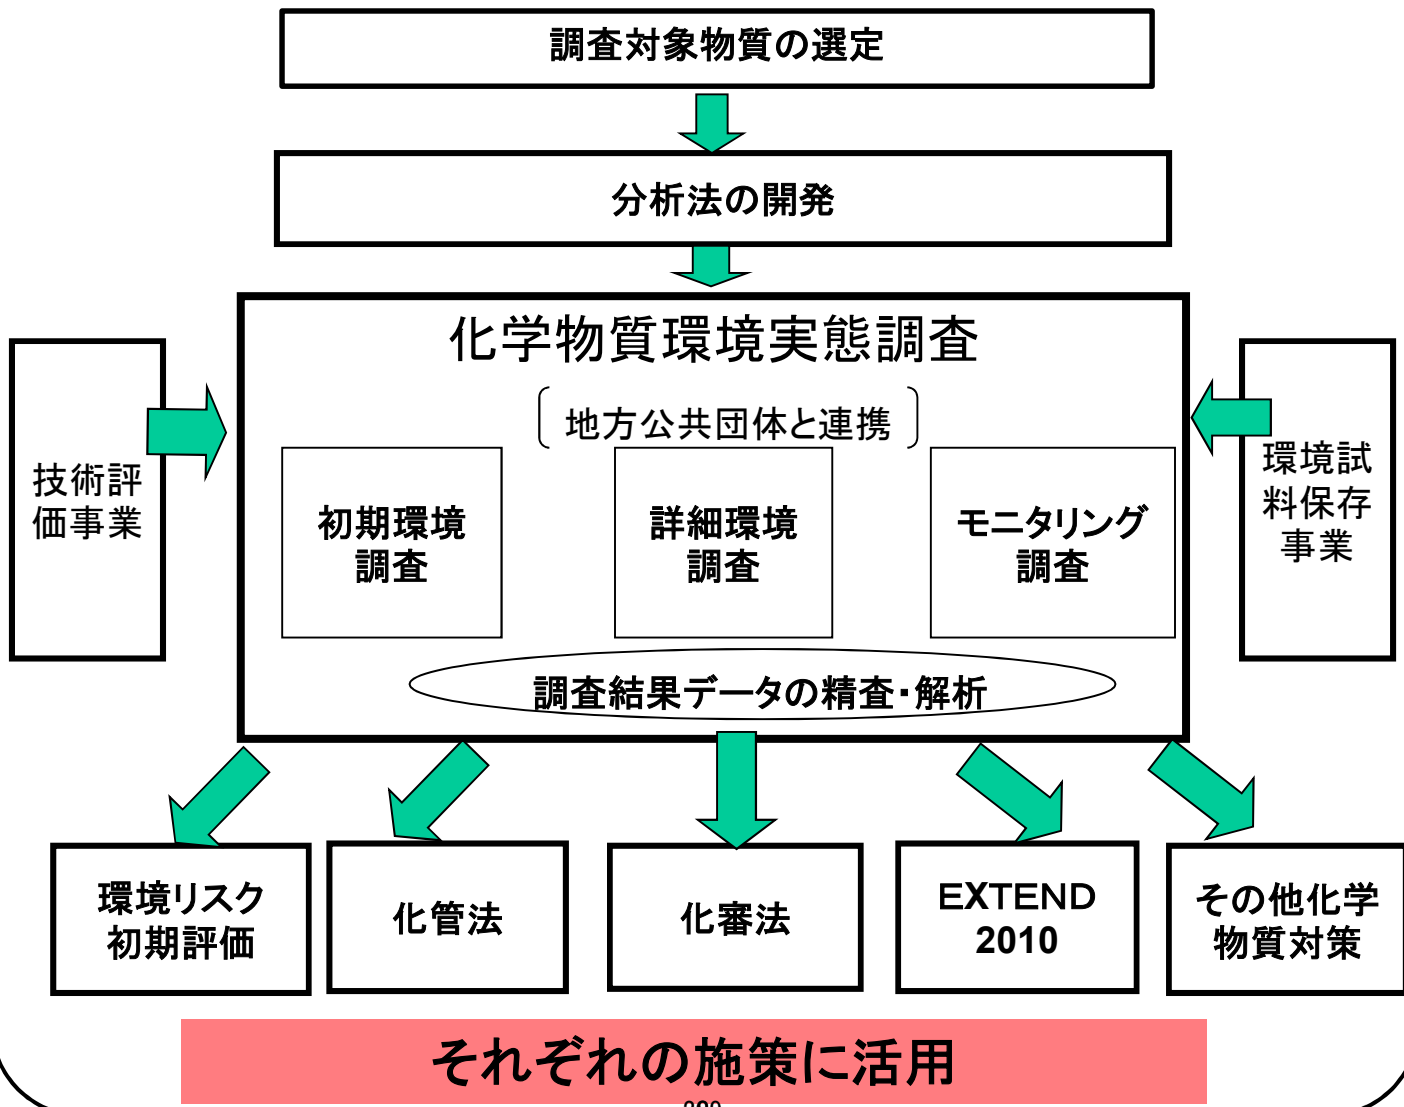 調査対象物質の選定
分析法の開発
化学物質環境実態調査
地方公共団体と連携
技術評
価事業
初期環境
調査
詳細環境
調査
モニタリング
調査
環境試
料保存
事業
調査結果データの精査・解析
環境リスク
初期評価
化管法
化審法
EXTEND
2010
その他化学
物質対策
それぞれの施策に活用